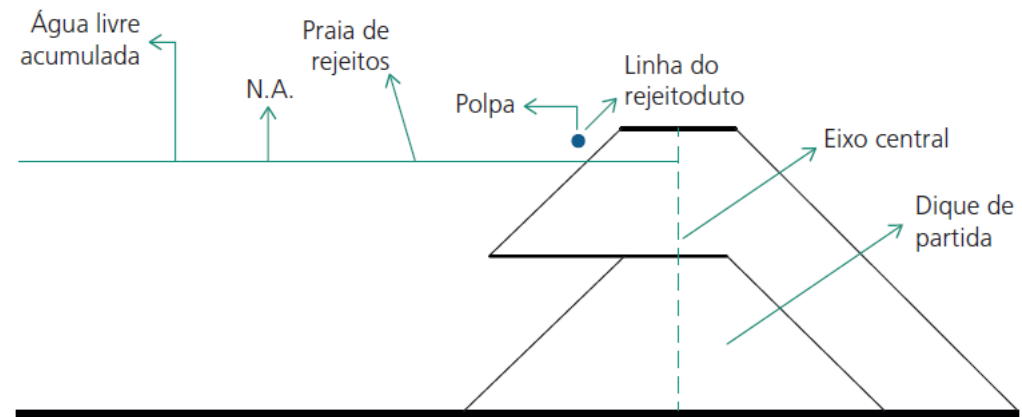 Água livre
acumulada
N.A.
Praia de
rejeitos
Polpa
Linha do
rejeitoduto
Eixo central
Dique de
partida